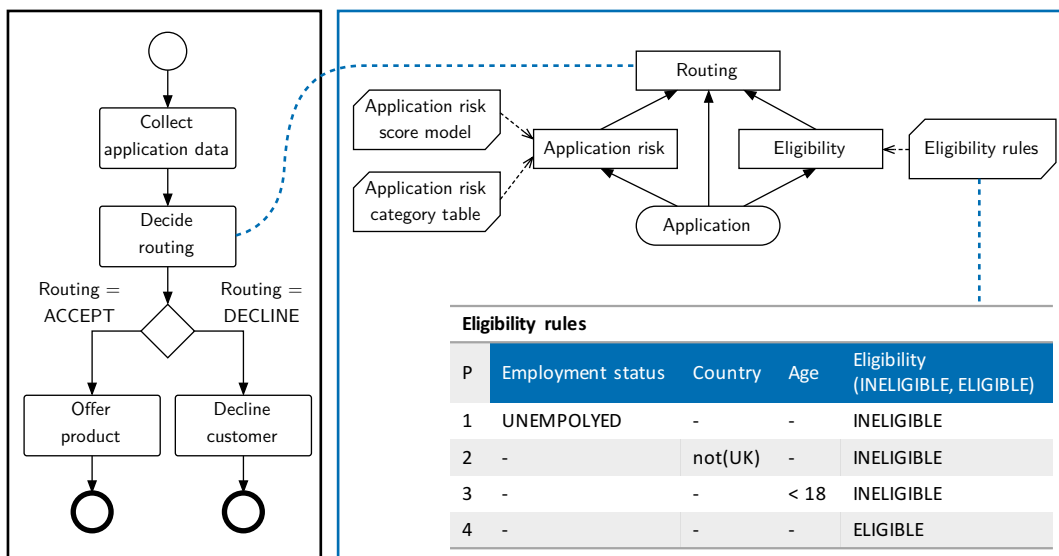 Collect
application data
Decide
routing
Routing =
ACCEPT
Routing =
DECLINE
Offer
product
Decline
customer
Routing
Application risk
score model
Application risk
Eligibility
Eligibility rules
Application risk
category table
Application
Eligibility rules
P Employment status Country Age Eligibility
(INELIGIBLE, ELIGIBLE)
1 UNEMPOLYED - - INELIGIBLE
2 - not(UK) - INELIGIBLE
3 - - < 18 INELIGIBLE
4 - - - ELIGIBLE